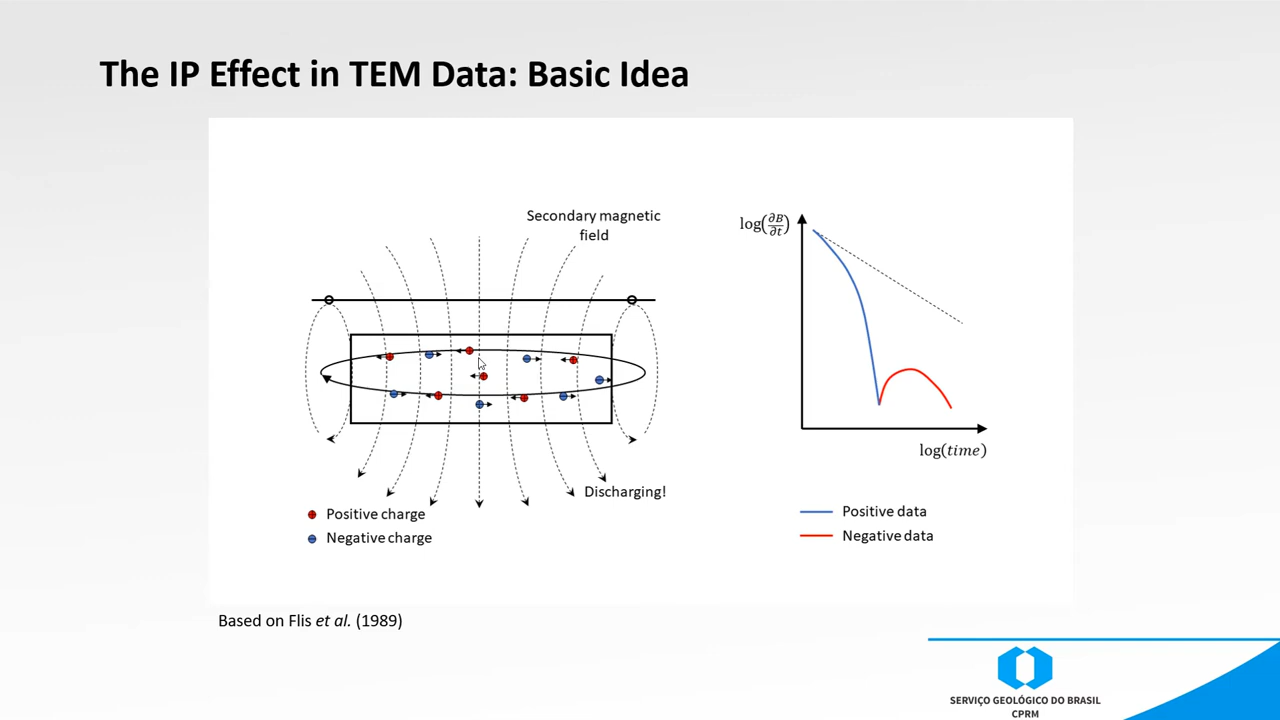 The IP Effect in TEM Data: Basic Idea
Secondary magnetic
field
Discharging!
Positive charge
Negative charge
log(∂B/∂t)
log(time)
Positive data
Negative data
Based on Flis et al. (1989)
SERVIÇO GEOLÓGICO DO BRASIL
CPRM